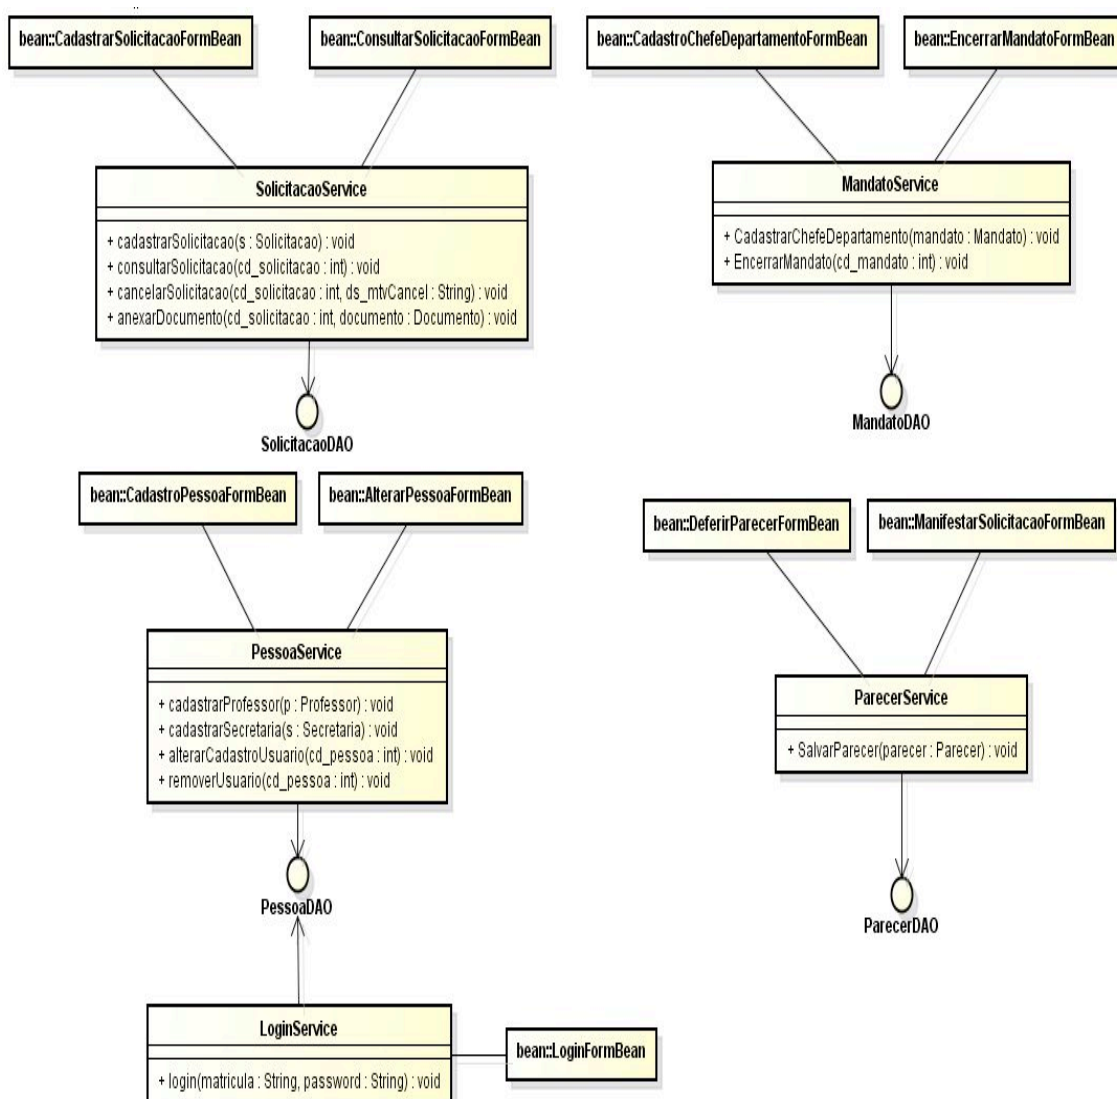 bean::CadastrarSolicitacaoFormBean
bean::ConsultarSolicitacaoFormBean
SolicitacaoService
+ cadastrarSolicitacao(s : Solicitacao) : void
+ consultarSolicitacao(cd_solicitacao : int) : void
+ cancelarSolicitacao(cd_solicitacao : int, ds_mtvCancel : String) : void
+ anexarDocumento(cd_solicitacao : int, documento : Documento) : void
SolicitacaoDAO
bean::CadastroChefeDepartamentoFormBean
bean::EncerrarMandatoFormBean
MandatoService
+ CadastrarChefeDepartamento(mandato : Mandato) : void
+ EncerrarMandato(cd_mandato : int) : void
MandatoDAO
bean::CadastroPessoaFormBean
bean::AlterarPessoaFormBean
PessoaService
+ cadastrarProfessor(p : Professor) : void
+ cadastrarSecretaria(s : Secretaria) : void
+ alterarCadastroUsuario(cd_pessoa : int) : void
+ removerUsuario(cd_pessoa : int) : void
PessoaDAO
bean::DeferirParecerFormBean
bean::ManifestarSolicitacaoFormBean
ParecerService
+ SalvarParecer(parecer : Parecer) : void
ParecerDAO
LoginService
+ login(matricula : String, password : String) : void
bean::LoginFormBean